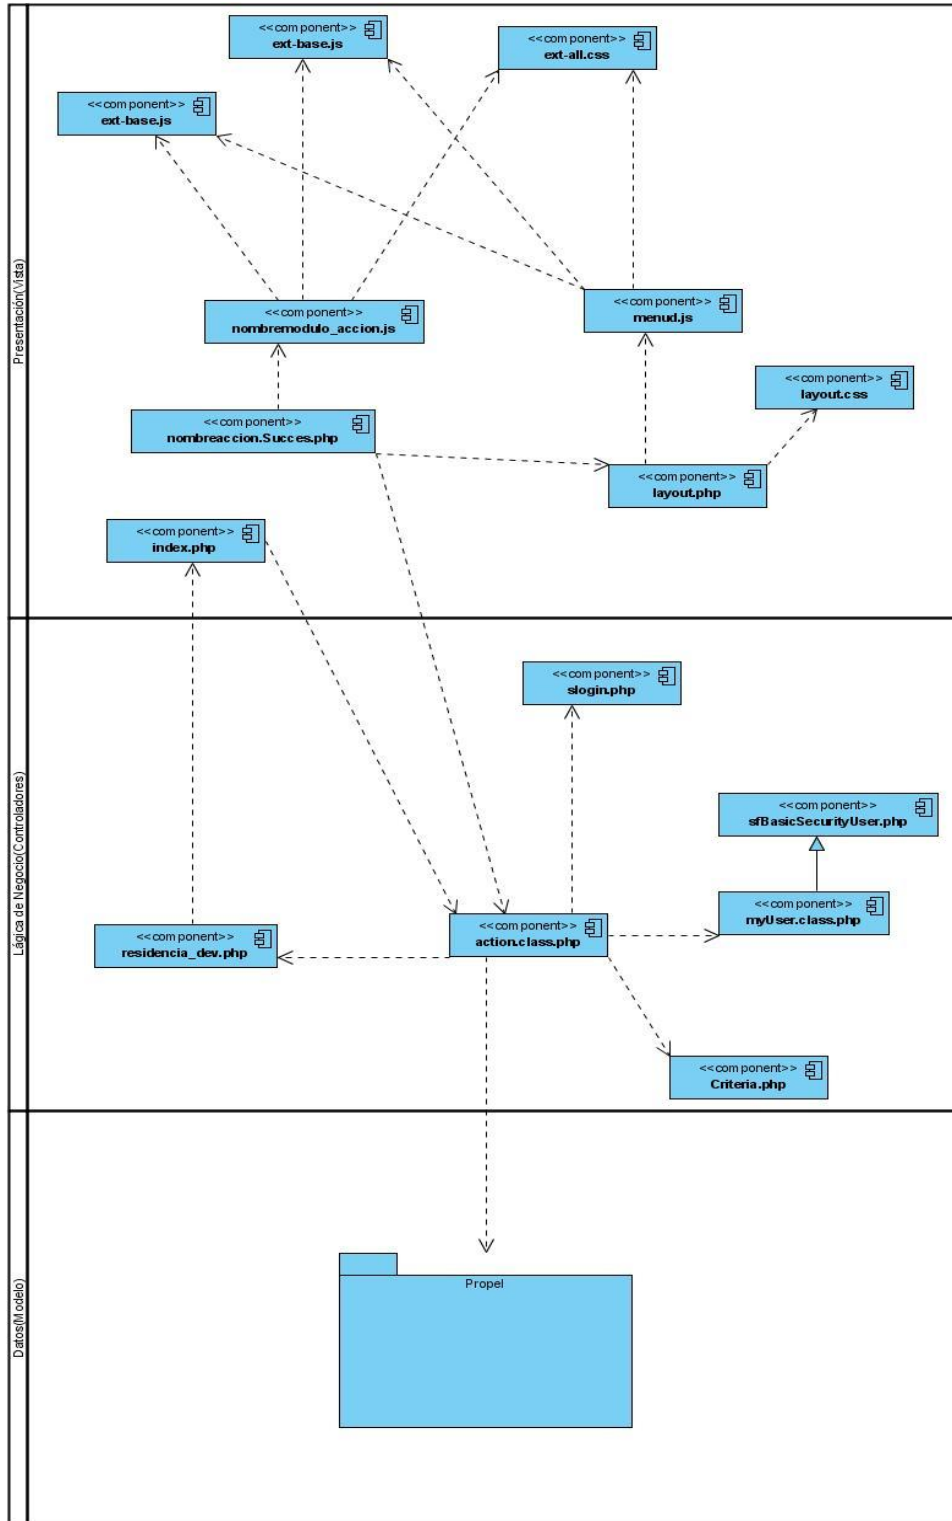 Presentación(Vista)
<<component>>
ext-base.js
<<component>>
ext-all.css
<<component>>
ext-base.js
<<component>>
nombremodulo_accion.js
<<component>>
menud.js
<<component>>
layout.css
<<component>>
nombreaccion.Succes.php
<<component>>
layout.php
<<component>>
index.php
Lágica de Negocio(Controladores)
<<component>>
slogin.php
<<component>>
sfBasicSecurityUser.php
<<component>>
myUser.class.php
<<component>>
action.class.php
<<component>>
residencia_dev.php
<<component>>
Criteria.php
Datos(Modelo)
Propel